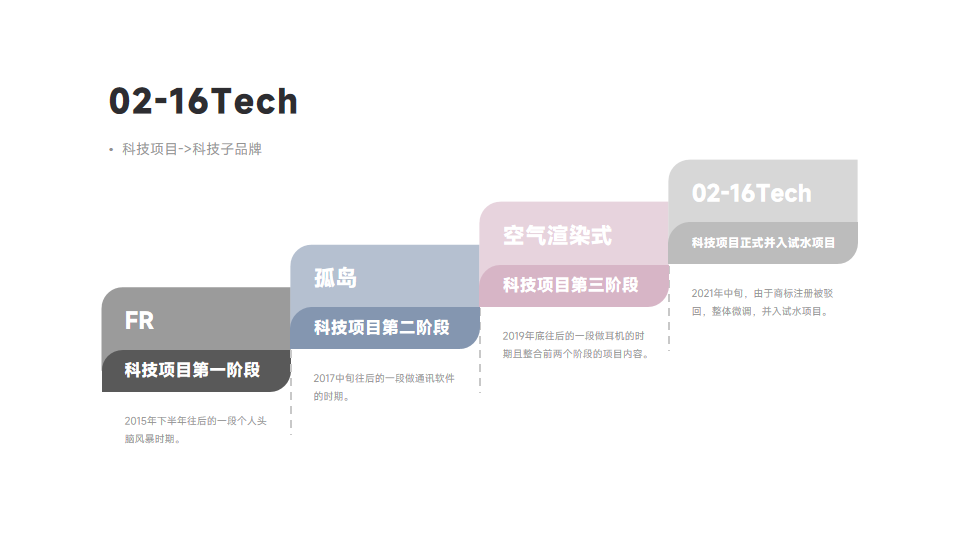 02-16Tech
• 科技项目->科技子品牌
FR
科技项目第一阶段
2015年下半年往后的一段个人头
脑风暴时期。
孤岛
科技项目第二阶段
2017中旬往后的一段做通讯软件
的时期。
空气渲染式
科技项目第三阶段
2019年底往后的一段做耳机的时
期且整合前两个阶段的项目内容。
02-16Tech
科技项目正式并入试水项目
2021年中旬，由于商标注册被驳
回，整体微调，并入试水项目。